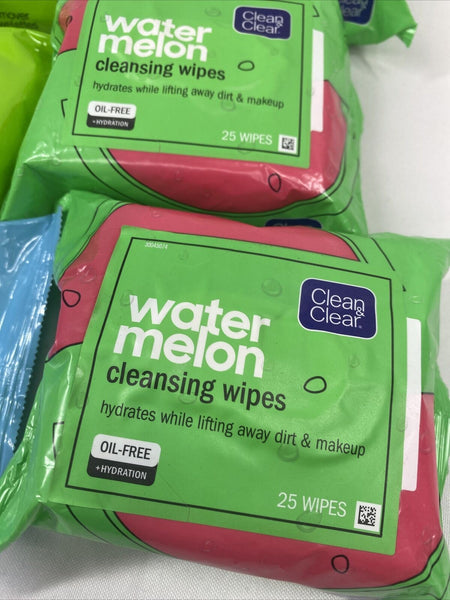 Clean &
Clear®
water
melon
cleansing wipes
hydrates while lifting away dirt & makeup
OIL-FREE
+HYDRATION
25 WIPES
Clean &
Clear®
water
melon
cleansing wipes
hydrates while lifting away dirt & makeup
OIL-FREE
+HYDRATION
25 WIPES